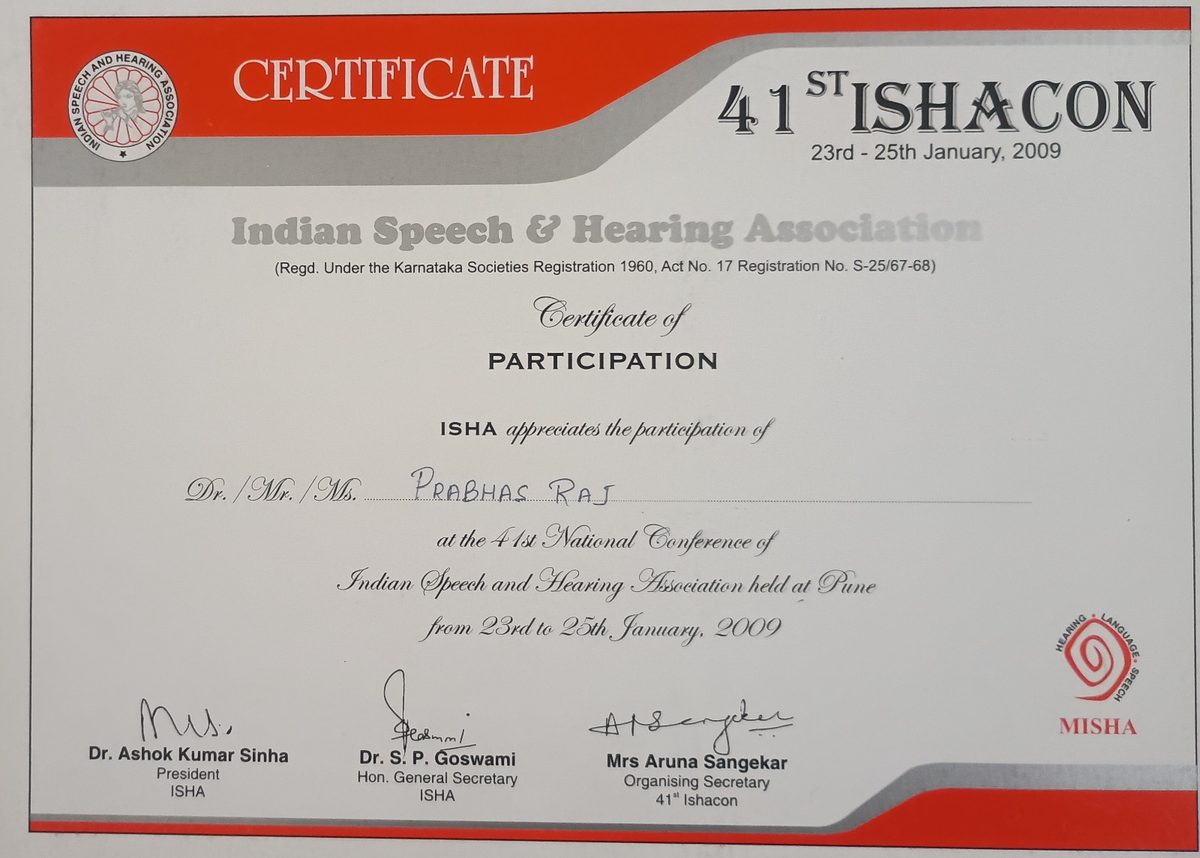 INDIAN SPEECH AND HEARING ASSOCIATION
CERTIFICATE
41ST ISHACON
23rd - 25th January, 2009
Indian Speech & Hearing Association
(Regd. Under the Karnataka Societies Registration 1960, Act No. 17 Registration No. S-25/67-68)
Certificate of
PARTICIPATION
ISHA appreciates the participation of
Dr. /Mr. /Ms. PRABHAS RAJ
at the 41st National Conference of
Indian Speech and Hearing Association held at Pune
from 23rd to 25th January, 2009
HEARING • LANGUAGE • SPEECH
MISHA
Dr. Ashok Kumar Sinha
President
ISHA
Dr. S. P. Goswami
Hon. General Secretary
ISHA
Mrs Aruna Sangekar
Organising Secretary
41st Ishacon